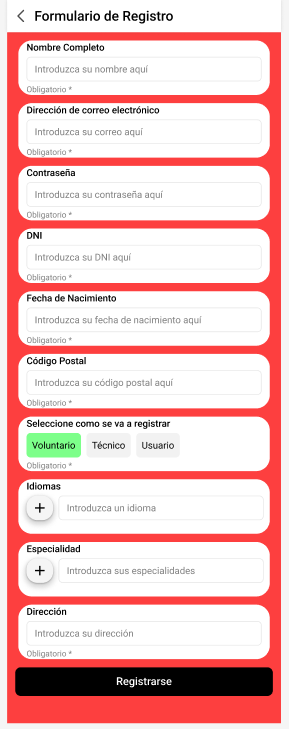 Formulario de Registro
Nombre Completo
Introduzca su nombre aquí
Obligatorio *
Dirección de correo electrónico
Introduzca su correo aquí
Obligatorio *
Contraseña
Introduzca su contraseña aquí
Obligatorio *
DNI
Introduzca su DNI aquí
Obligatorio *
Fecha de Nacimiento
Introduzca su fecha de nacimiento aquí
Obligatorio *
Código Postal
Introduzca su código postal aquí
Obligatorio *
Seleccione como se va a registrar
Voluntario Técnico Usuario
Obligatorio *
Idiomas
+ Introduzca un idioma
Especialidad
+ Introduzca sus especialidades
Dirección
Introduzca su dirección
Obligatorio *
Registrarse